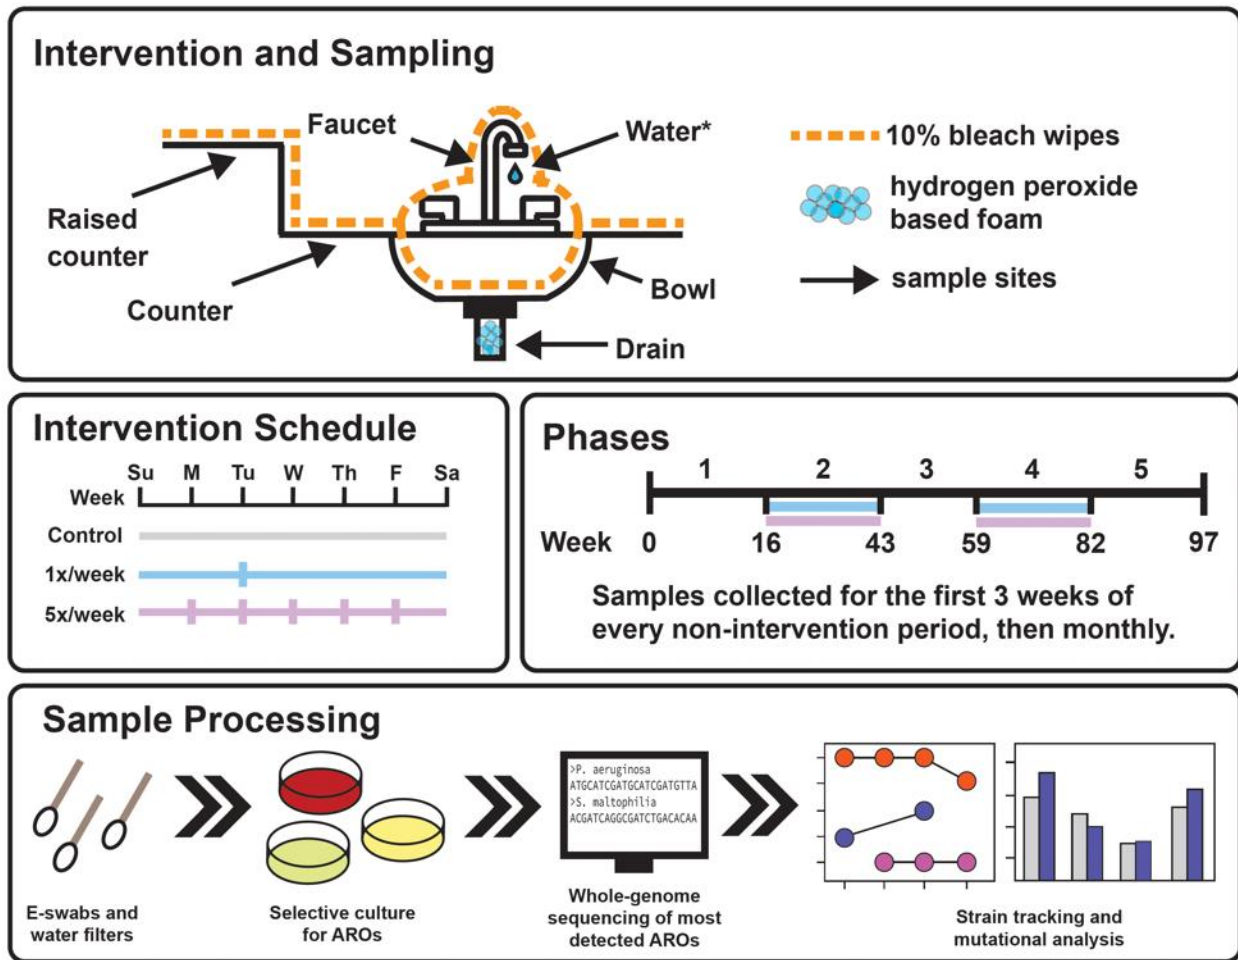 Intervention and Sampling
Faucet
Water*
Raised
counter
Counter
Bowl
Drain
10% bleach wipes
hydrogen peroxide
based foam
sample sites
Intervention Schedule
Su M Tu W Th F Sa
Week
Control
1x/week
5x/week
Phases
1 2 3 4 5
Week 0 16 43 59 82 97
Samples collected for the first 3 weeks of
every non-intervention period, then monthly.
Sample Processing
>P. aeruginosa
ATGCATCGATGCATCGATGTTA
>S. maltophilia
ACGATCAGGCGATCTGACACAA
E-swabs and
water filters
Selective culture
for AROs
Whole-genome
sequencing of most
detected AROs
Strain tracking and
mutational analysis